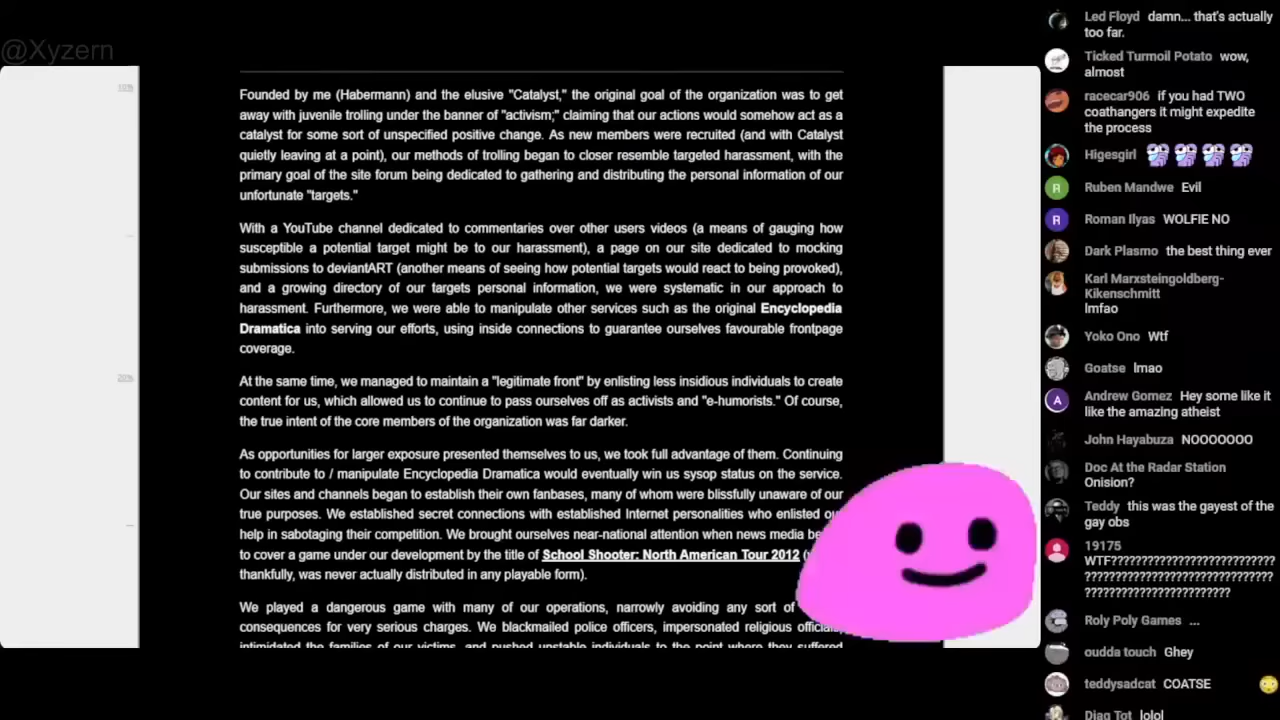 @Xyzern
10%
20%
Founded by me (Habermann) and the elusive "Catalyst," the original goal of the organization was to get
away with juvenile trolling under the banner of "activism;" claiming that our actions would somehow act as a
catalyst for some sort of unspecified positive change. As new members were recruited (and with Catalyst
quietly leaving at a point), our methods of trolling began to closer resemble targeted harassment, with the
primary goal of the site forum being dedicated to gathering and distributing the personal information of our
unfortunate "targets."
With a YouTube channel dedicated to commentaries over other users videos (a means of gauging how
susceptible a potential target might be to our harassment), a page on our site dedicated to mocking
submissions to deviantART (another means of seeing how potential targets would react to being provoked),
and a growing directory of our targets personal information, we were systematic in our approach to
harassment. Furthermore, we were able to manipulate other services such as the original Encyclopedia
Dramatica into serving our efforts, using inside connections to guarantee ourselves favourable frontpage
coverage.
At the same time, we managed to maintain a "legitimate front" by enlisting less insidious individuals to create
content for us, which allowed us to continue to pass ourselves off as activists and "e-humorists." Of course,
the true intent of the core members of the organization was far darker.
As opportunities for larger exposure presented themselves to us, we took full advantage of them. Continuing
to contribute to / manipulate Encyclopedia Dramatica would eventually win us sysop status on the service.
Our sites and channels began to establish their own fanbases, many of whom were blissfully unaware of our
true purposes. We established secret connections with established Internet personalities who enlisted
help in sabotaging their competition. We brought ourselves near-national attention when news media
to cover a game under our development by the title of School Shooter: North American Tour 2012
thankfully, was never actually distributed in any playable form).
We played a dangerous game with many of our operations, narrowly avoiding any sort of
consequences for very serious charges. We blackmailed police officers, impersonated religious
intimidated the families of our victims, and pushed unstable individuals to the point where they suffered
Led Floyd damn... that's actually
too far.
Ticked Turmoil Potato wow,
almost
racecar906 if you had TWO
coathangers it might expedite
the process
Higesgirl
R
Ruben Mandwe Evil
R
Roman Ilyas WOLFIE NO
Dark Plasmo the best thing ever
Karl Marxsteingoldberg-
Kikenschmitt
lmfao
Yoko Ono Wtf
Goatse lmao
A
Andrew Gomez Hey some like it
like the amazing atheist
John Hayabuza NOOOOOOO
Doc At the Radar Station
Onision?
Teddy this was the gayest of the
gay obs
19175
WTF???????????????????????????
????????????????????????????????
?????????????????????????
Roly Poly Games ...
oudda touch Ghey
teddysadcat COATSE
Diag Tot lolol